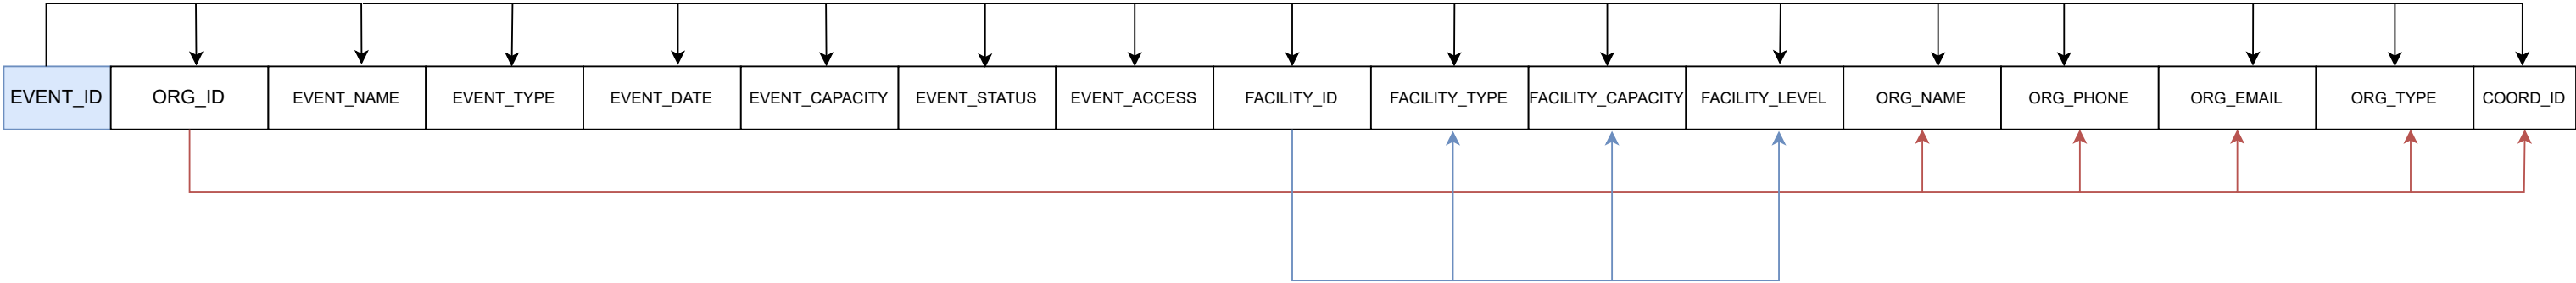 EVENT_ID ORG_ID EVENT_NAME EVENT_TYPE EVENT_DATE EVENT_CAPACITY EVENT_STATUS EVENT_ACCESS FACILITY_ID FACILITY_TYPE FACILITY_CAPACITY FACILITY_LEVEL ORG_NAME ORG_PHONE ORG_EMAIL ORG_TYPE COORD_ID